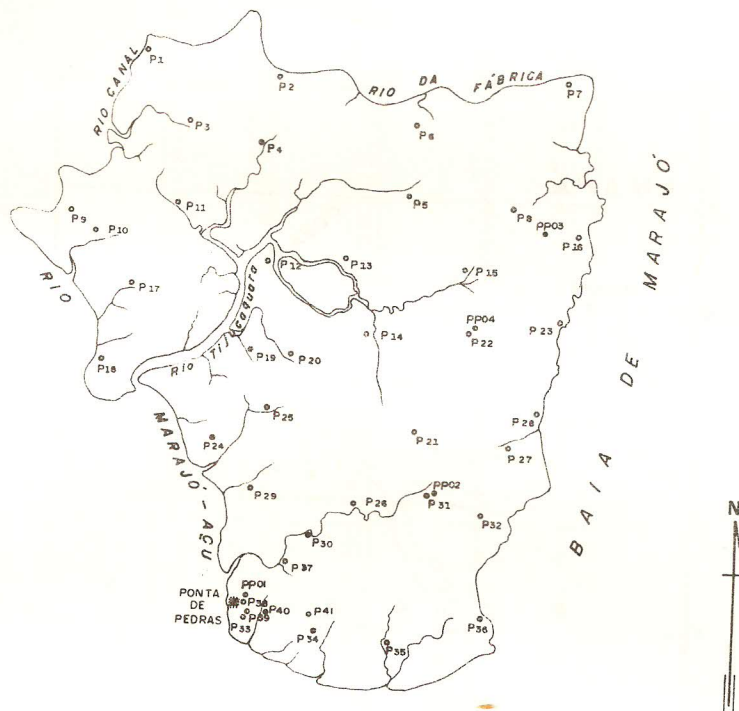 RIO CANAL
P1
P2
RIO DA FÁBRICA
P7
P3
P4
P6
P9
P10
P11
P5
P8
PP03
P16
BAIA DE MARAJÓ
RIO
MARAJÓ-AÇU
P17
P12
P13
P15
RIO Tijucaquara
P14
PP04
P22
P23
P18
P19
P20
P25
P24
P21
P28
P27
P29
P26
PP02
P31
P32
P30
P37
N
PONTA
DE
PEDRAS
PP01
P38
P39
P33
P40
P41
P34
P35
P36